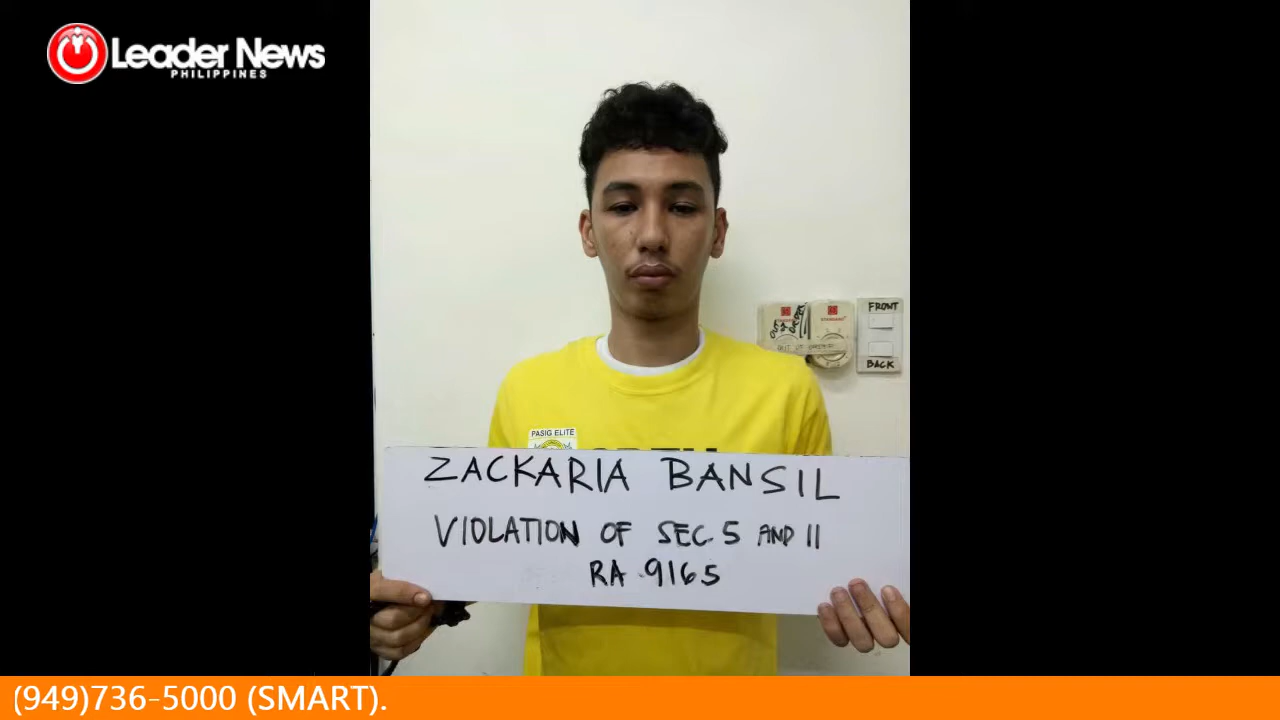 Leader News
PHILIPPINES
FRONT
BACK
PASIG ELITE
ZACKARIA BANSIL
VIOLATION OF SEC. 5 AND 11
RA 9165
(949)736-5000 (SMART).